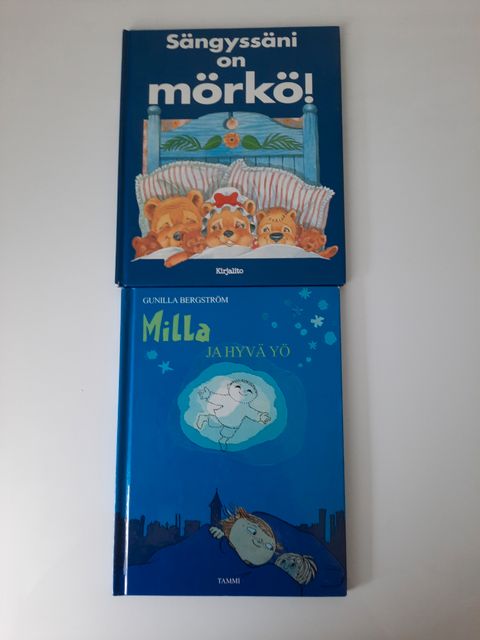 Sängyssäni
on
mörkö!
Kirjalito
GUNILLA BERGSTRÖM
Milla
JA HYVÄ YÖ
TAMMI